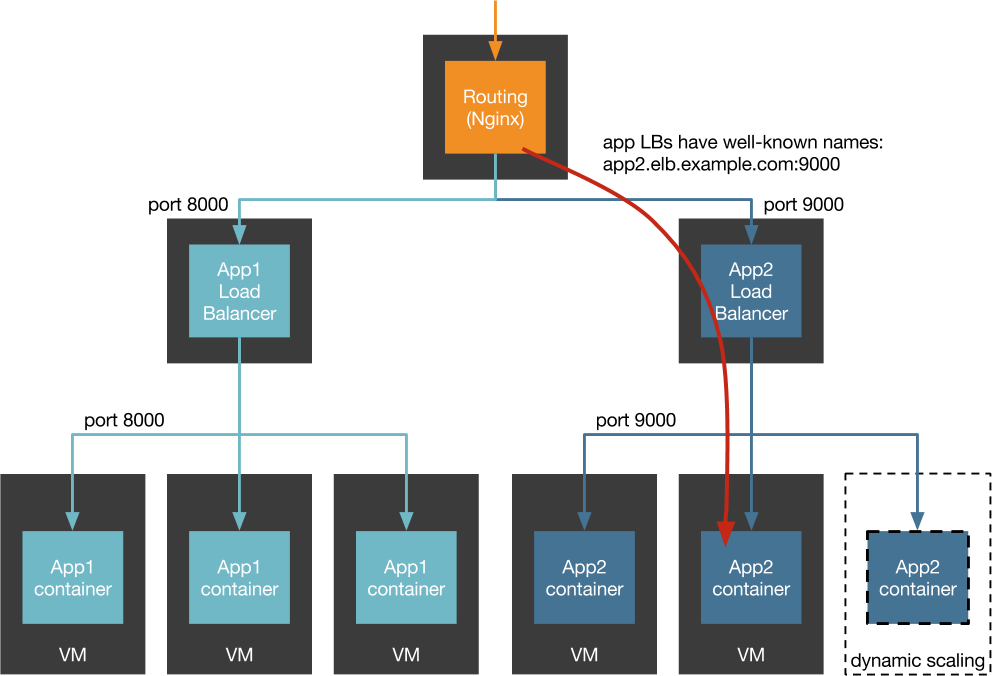 Routing
(Nginx)
app LBs have well-known names:
app2.elb.example.com:9000
port 8000
port 9000
App1
Load
Balancer
App2
Load
Balancer
port 8000
port 9000
App1
container
App1
container
App1
container
App2
container
App2
container
App2
container
VM
VM
VM
VM
VM
dynamic scaling